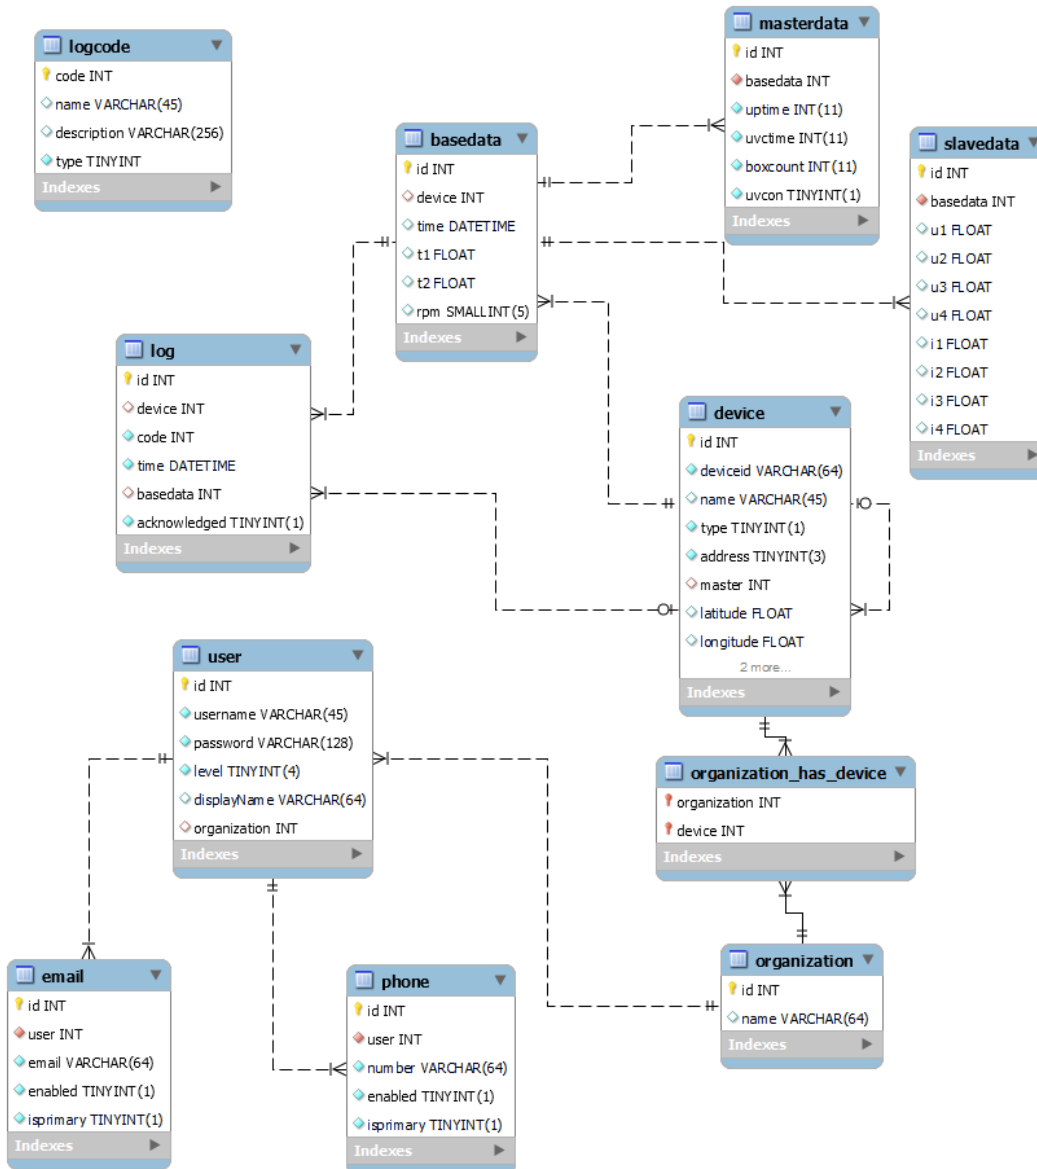 logcode
code INT
name VARCHAR(45)
description VARCHAR(256)
type TINYINT
Indexes
masterdata
id INT
basedata INT
uptime INT(11)
uvctime INT(11)
boxcount INT(11)
uvcon TINYINT(1)
Indexes
basedata
id INT
device INT
time DATETIME
t1 FLOAT
t2 FLOAT
rpm SMALLINT(5)
Indexes
slavedata
id INT
basedata INT
u1 FLOAT
u2 FLOAT
u3 FLOAT
u4 FLOAT
i1 FLOAT
i2 FLOAT
i3 FLOAT
i4 FLOAT
Indexes
log
id INT
device INT
code INT
time DATETIME
basedata INT
acknowledged TINYINT(1)
Indexes
device
id INT
deviceid VARCHAR(64)
name VARCHAR(45)
type TINYINT(1)
address TINYINT(3)
master INT
latitude FLOAT
longitude FLOAT
2 more...
Indexes
user
id INT
username VARCHAR(45)
password VARCHAR(128)
level TINYINT(4)
displayName VARCHAR(64)
organization INT
Indexes
organization_has_device
organization INT
device INT
Indexes
email
id INT
user INT
email VARCHAR(64)
enabled TINYINT(1)
isprimary TINYINT(1)
Indexes
phone
id INT
user INT
number VARCHAR(64)
enabled TINYINT(1)
isprimary TINYINT(1)
Indexes
organization
id INT
name VARCHAR(64)
Indexes